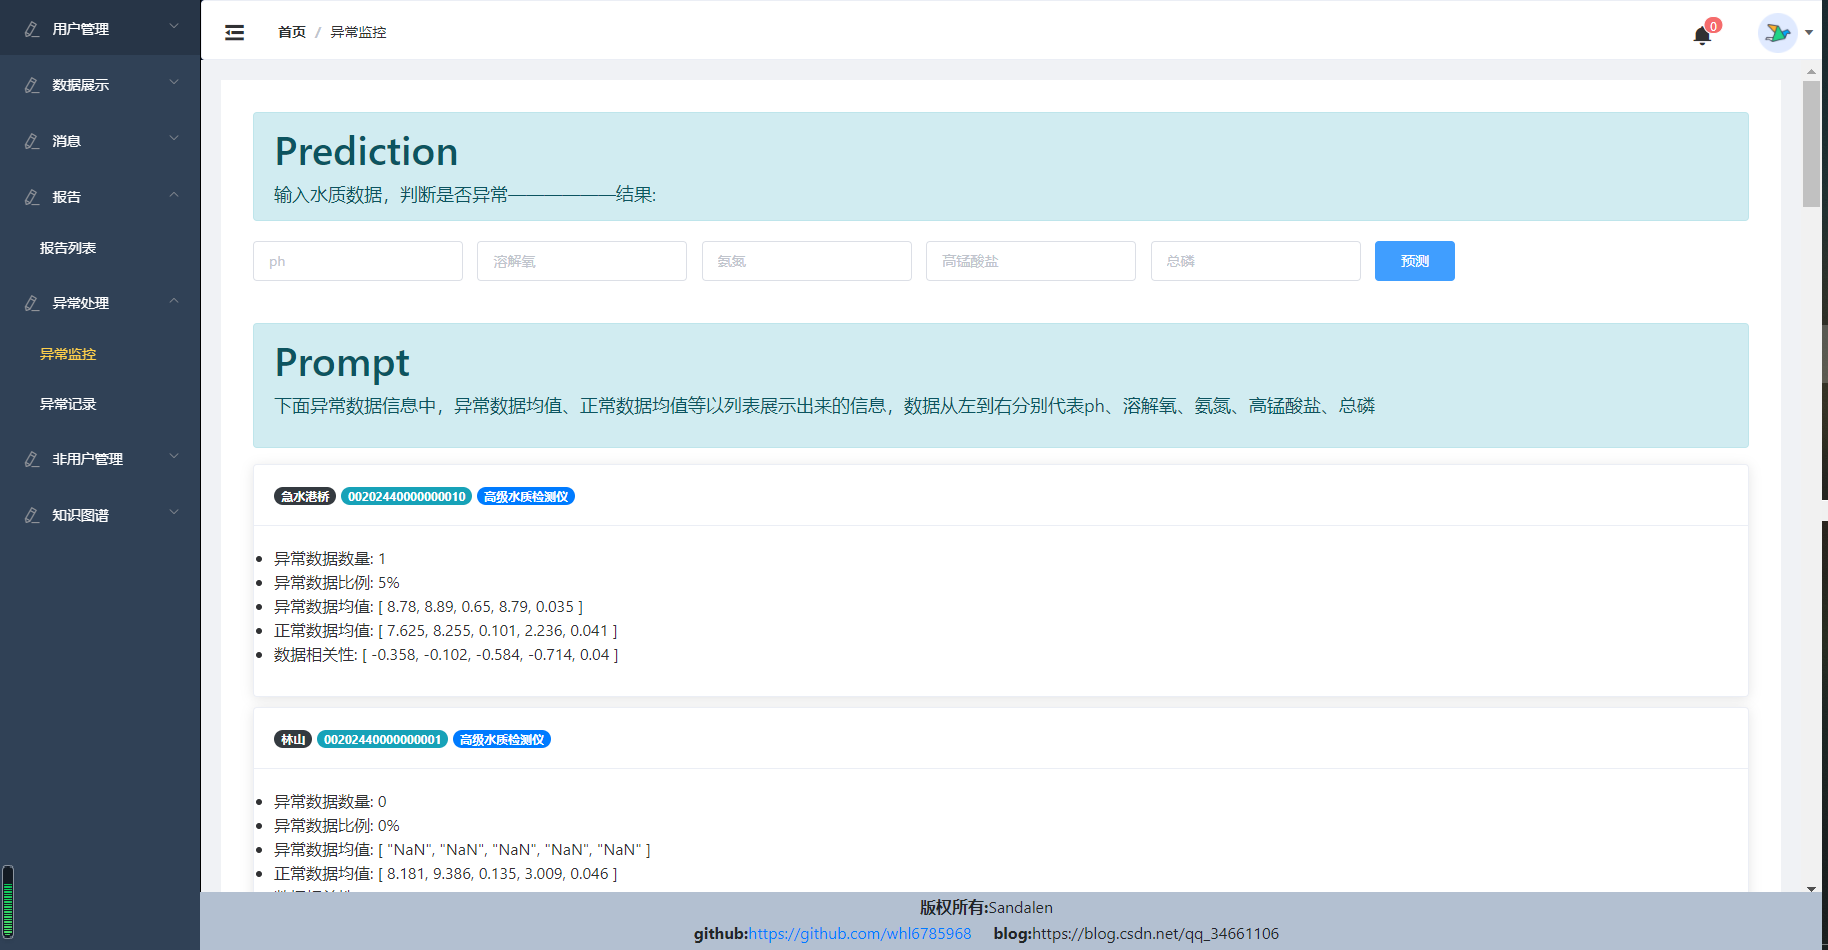 用户管理
数据展示
消息
报告
报告列表
异常处理
异常监控
异常记录
非用户管理
知识图谱
首页 / 异常监控
0
Prediction
输入水质数据，判断是否异常——————结果:
ph 溶解氧 氨氮 高锰酸盐 总磷 预测
Prompt
下面异常数据信息中，异常数据均值、正常数据均值等以列表展示出来的信息，数据从左到右分别代表ph、溶解氧、氨氮、高锰酸盐、总磷
急水港桥 00202440000000010 高级水质检测仪
异常数据数量: 1
异常数据比例: 5%
异常数据均值: [ 8.78, 8.89, 0.65, 8.79, 0.035 ]
正常数据均值: [ 7.625, 8.255, 0.101, 2.236, 0.041 ]
数据相关性: [ -0.358, -0.102, -0.584, -0.714, 0.04 ]
林山 00202440000000001 高级水质检测仪
异常数据数量: 0
异常数据比例: 0%
异常数据均值: [ "NaN", "NaN", "NaN", "NaN", "NaN" ]
正常数据均值: [ 8.181, 9.386, 0.135, 3.009, 0.046 ]
版权所有:Sandalen
github:https://github.com/whl6785968 blog:https://blog.csdn.net/qq_34661106